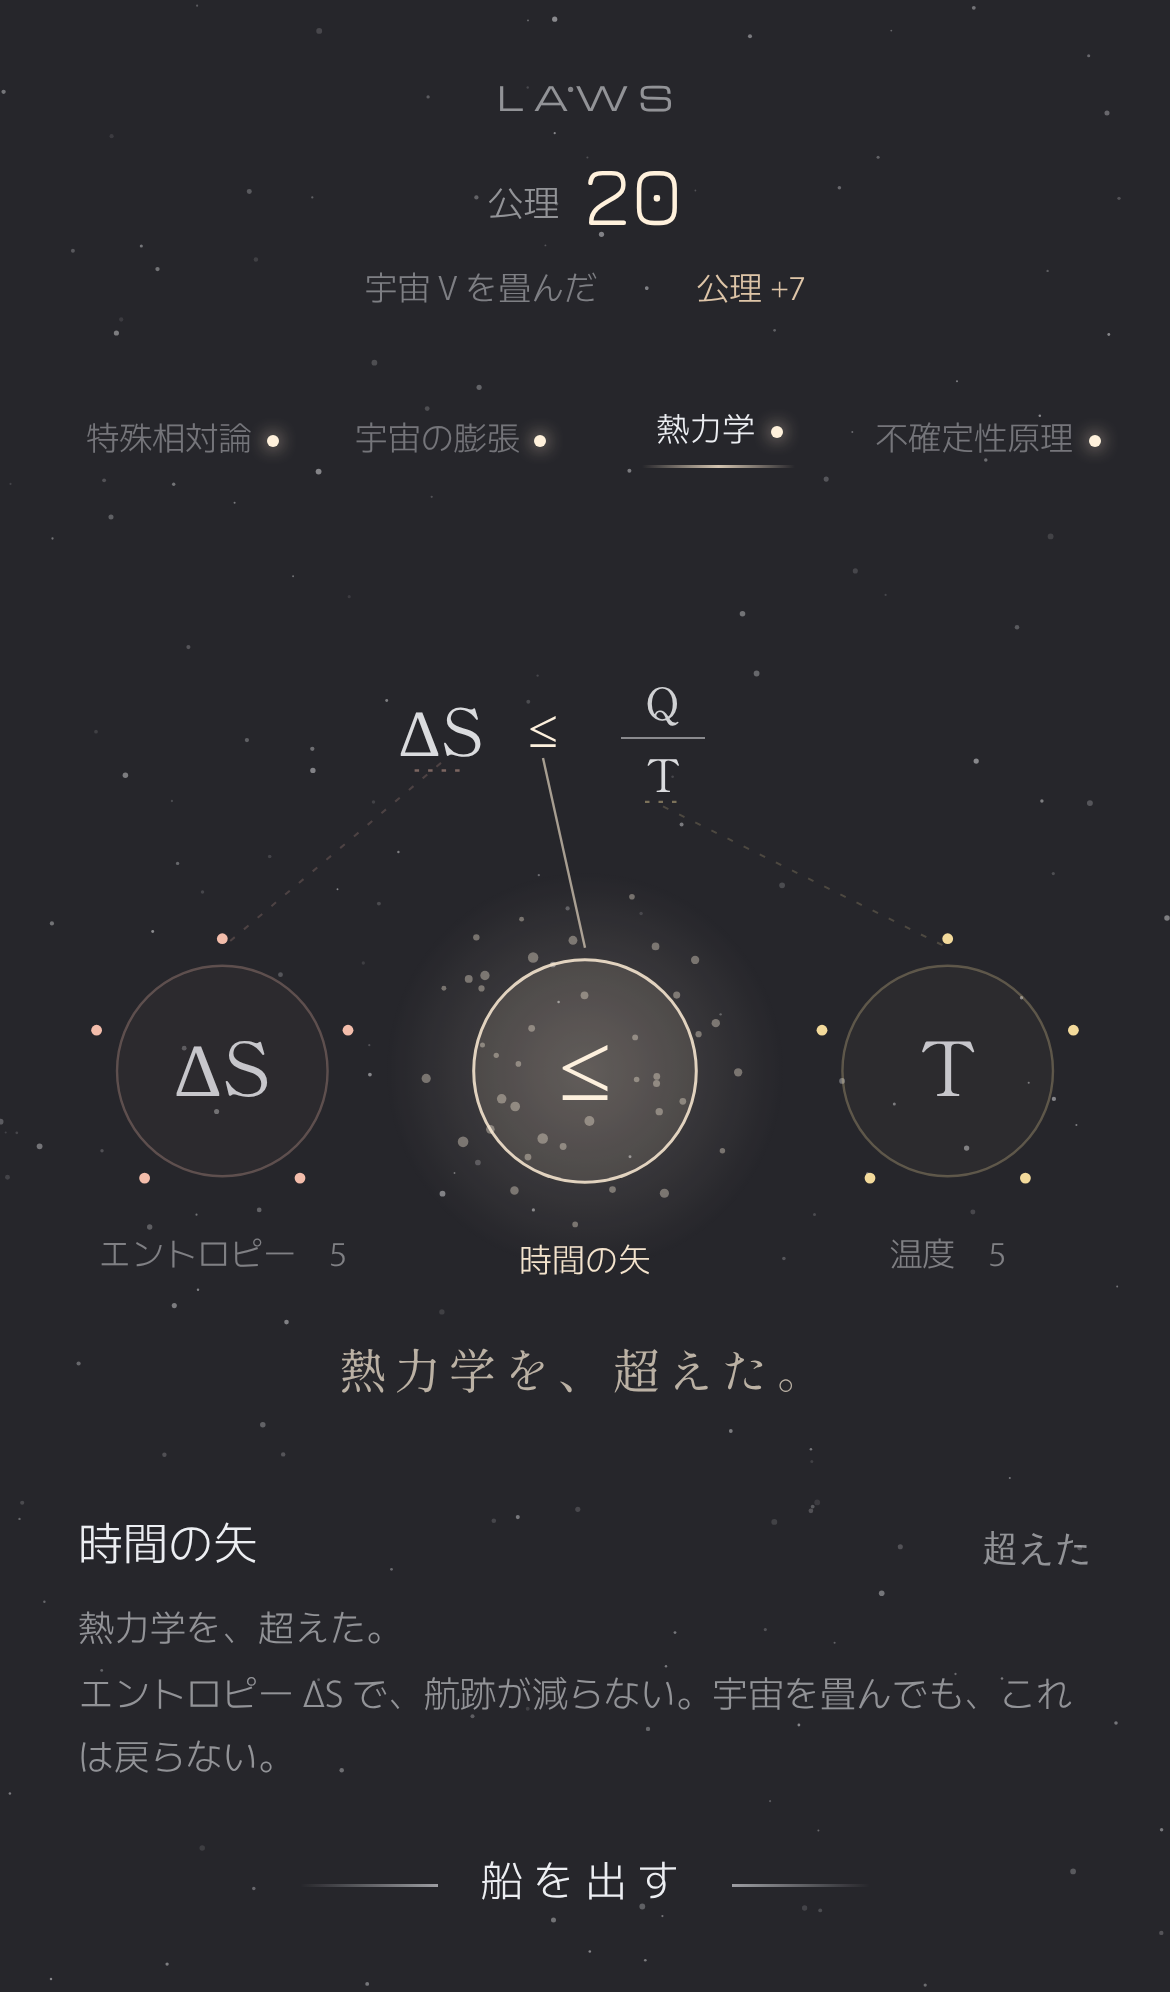 LAWS
公理 20
宇宙 V を畳んだ ・ 公理 +7
特殊相対論 宇宙の膨張 熱力学 不確定性原理
ΔS ≤ Q/T
ΔS ≤ T
エントロピー 5 時間の矢 温度 5
熱力学を、超えた。
時間の矢 超えた
熱力学を、超えた。
エントロピー ΔS で、航跡が減らない。宇宙を畳んでも、これ
は戻らない。
船を出す